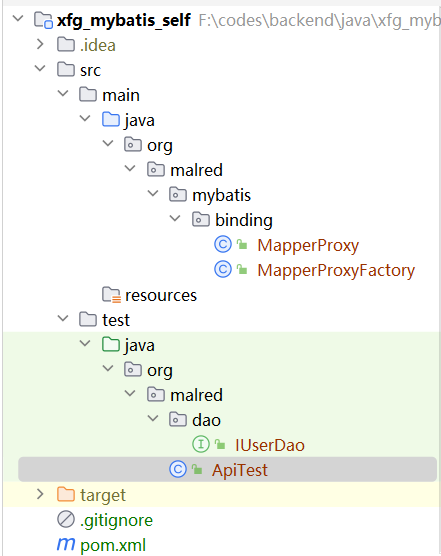 xfg_mybatis_self F:\codes\backend\java\xfg_myb
.idea
src
main
java
org
malred
mybatis
binding
MapperProxy
MapperProxyFactory
resources
test
java
org
malred
dao
IUserDao
ApiTest
target
.gitignore
pom.xml